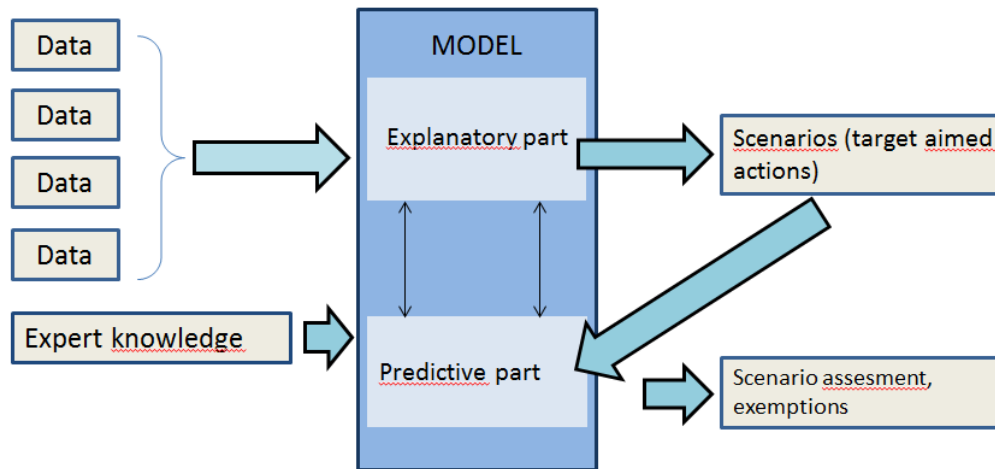 Data
Data
Data
Data
Expert knowledge
MODEL
Explanatory part
Predictive part
Scenarios (target aimed
actions)
Scenario assesment,
exemptions